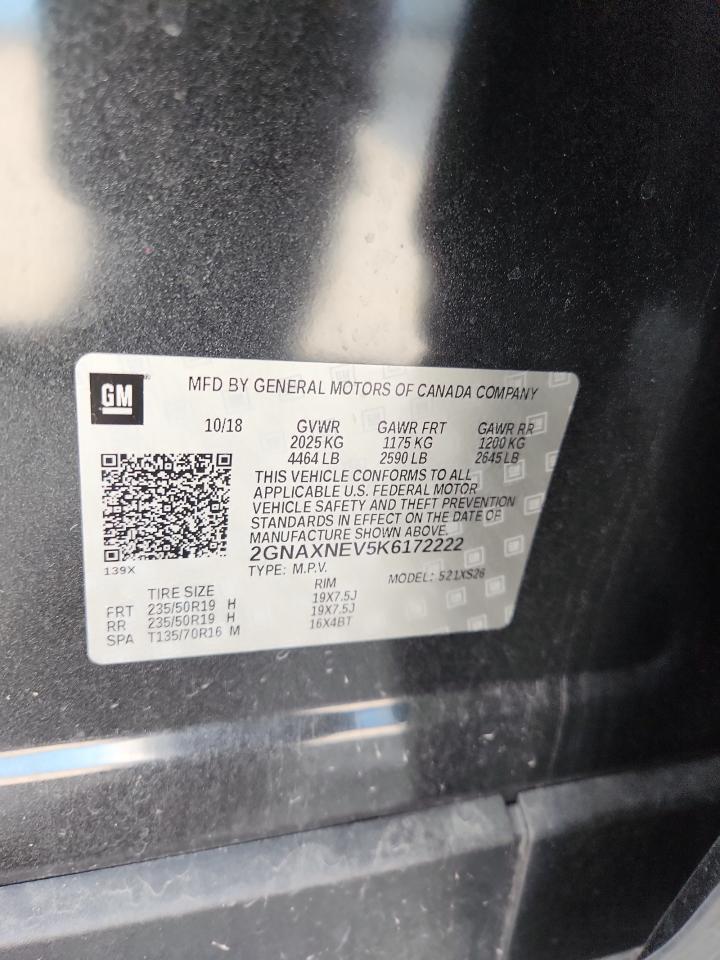 GM
MFD BY GENERAL MOTORS OF CANADA COMPANY
10/18 GVWR GAWR FRT GAWR RR
2025 KG 1175 KG 1200 KG
4464 LB 2590 LB 2645 LB
THIS VEHICLE CONFORMS TO ALL
APPLICABLE U.S. FEDERAL MOTOR
VEHICLE SAFETY AND THEFT PREVENTION
STANDARDS IN EFFECT ON THE DATE OF
MANUFACTURE SHOWN ABOVE.
2GNAXNEV5K6172222
139X
TYPE: M.P.V. MODEL: 521XS26
TIRE SIZE RIM
FRT 235/50R19 H 19X7.5J
RR 235/50R19 H 19X7.5J
SPA T135/70R16 M 16X4BT